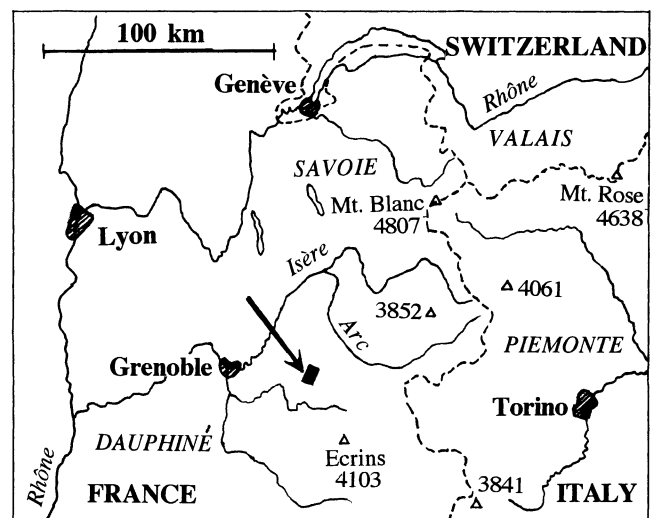 100 km
SWITZERLAND
Genève
Rhône
VALAIS
SAVOIE
Mt. Blanc
4807
Mt. Rose
4638
Lyon
Isère
4061
3852
Arc
PIEMONTE
Grenoble
Torino
DAUPHINÉ
Ecrins
4103
Rhône
FRANCE
3841
ITALY